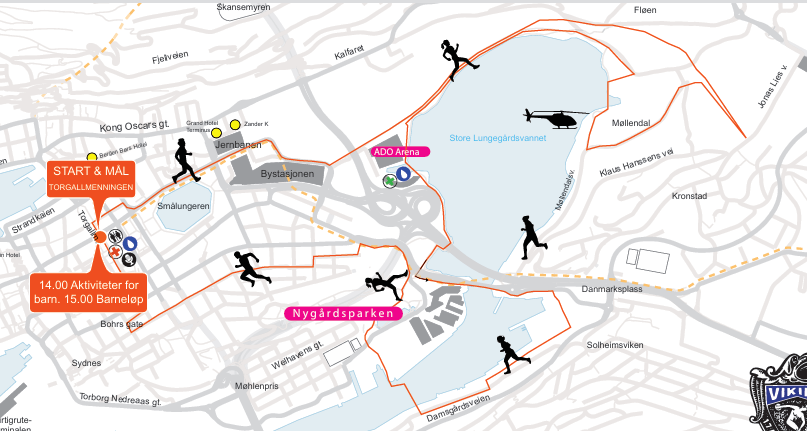 Skansemyren
Fløen
Fjellveien
Kalfaret
Jonas Lies v.
Kong Oscars gt.
Grand Hotel
Terminus
Zander K
Jernbanen
Bergen Børs Hotel
ADO Arena
Store Lungegårdsvannet
Møllendal
START & MÅL
TORGALLMENNINGEN
Bystasjonen
Klaus Hanssens vei
Møllendalsv.
Kronstad
Smålungeren
Strandkaien
Torgallm
14.00 Aktiviteter for
barn. 15.00 Barneløp
Danmarksplass
Nygårdsparken
Bohrs gate
Solheimsviken
Sydnes
Welhavens gt.
Møhlenpris
Torborg Nedreaas gt.
Damsgårdsveien
VIKI